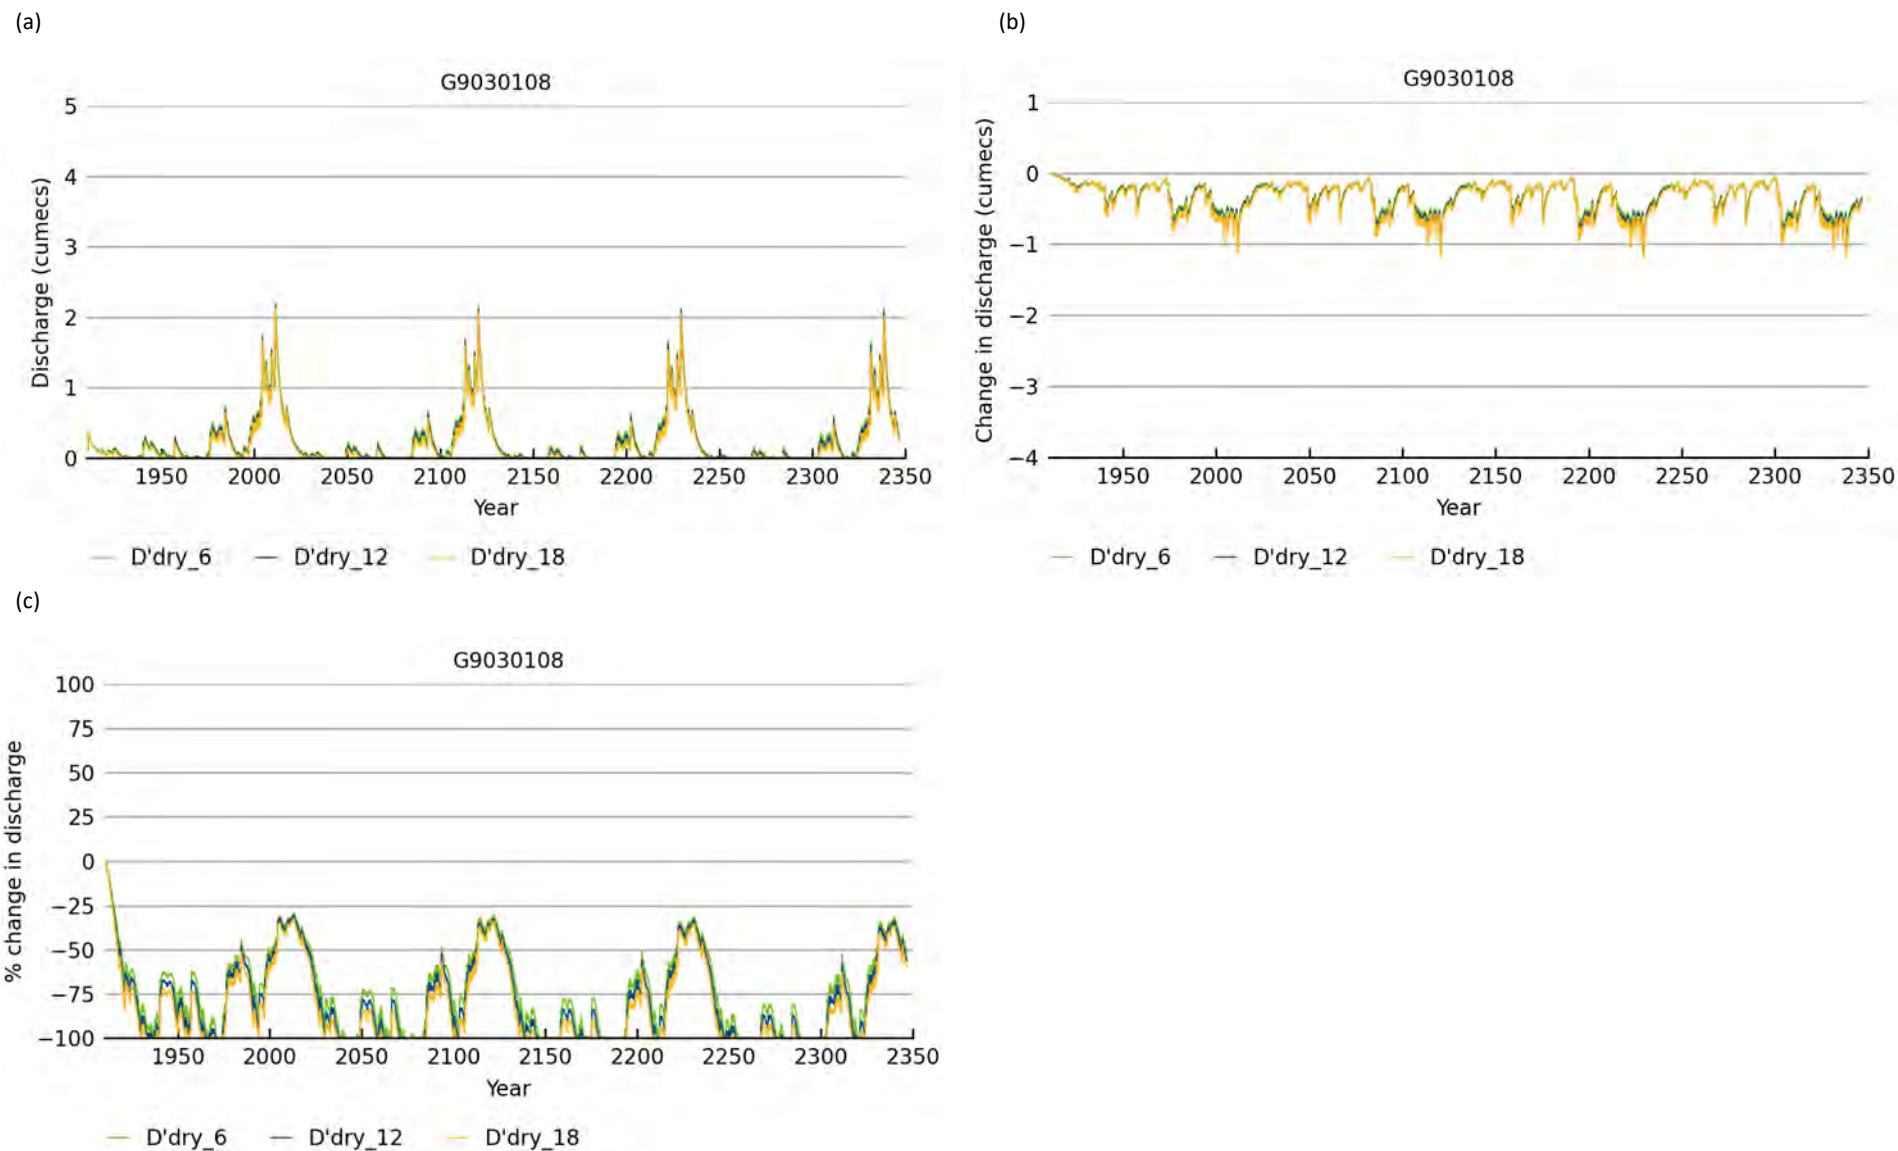 (a)
G9030108
Discharge (cumecs)
5
4
3
2
1
0
1950 2000 2050 2100 2150 2200 2250 2300 2350
Year
D'dry_6 D'dry_12 D'dry_18
(b)
G9030108
Change in discharge (cumecs)
1
0
−1
−2
−3
−4
1950 2000 2050 2100 2150 2200 2250 2300 2350
Year
D'dry_6 D'dry_12 D'dry_18
(c)
G9030108
% change in discharge
100
75
50
25
0
−25
−50
−75
−100
1950 2000 2050 2100 2150 2200 2250 2300 2350
Year
D'dry_6 D'dry_12 D'dry_18